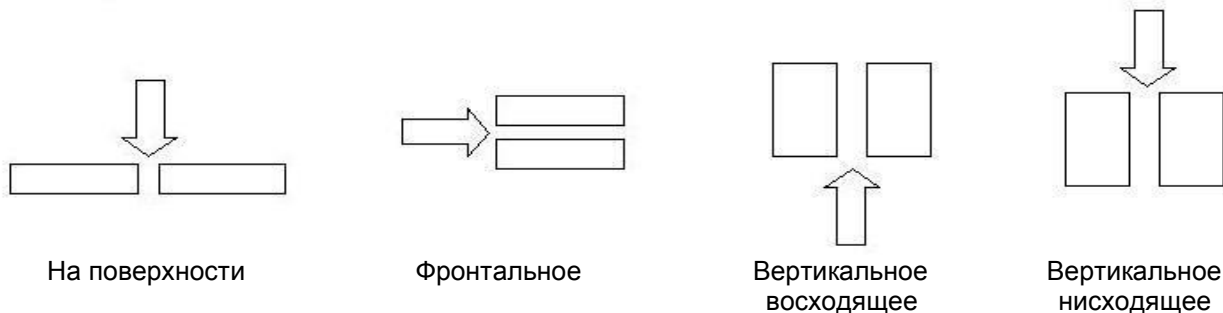 На поверхности
Фронтальное
Вертикальное
восходящее
Вертикальное
нисходящее